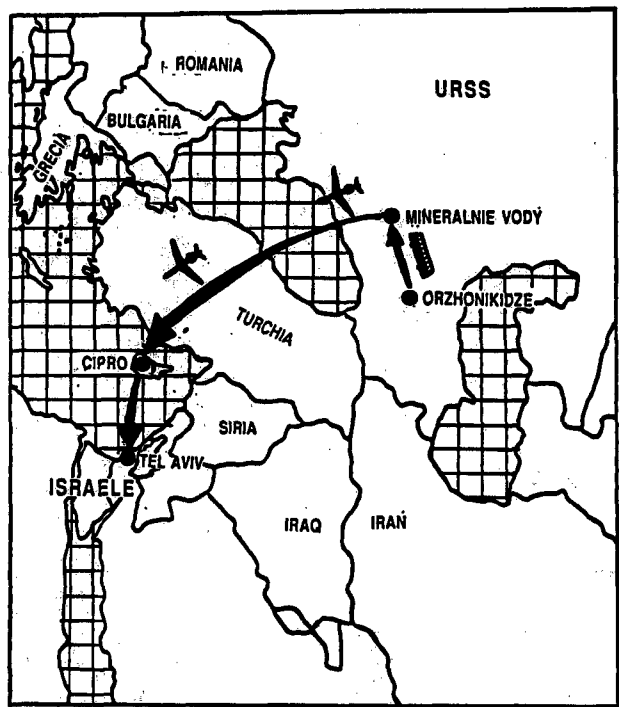 ROMANIA
URSS
BULGARIA
GRECIA
MINERALNIE VODY
ORZHONIKIDZE
TURCHIA
CIPRO
SIRIA
TEL AVIV
ISRAELE
IRAQ
IRAN